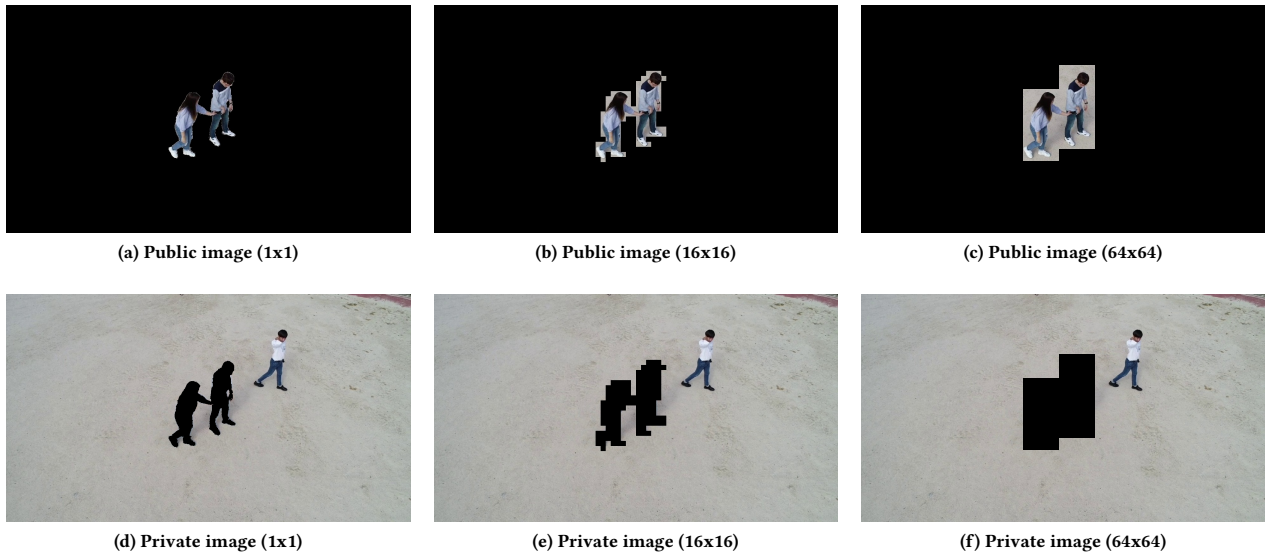 (a) Public image (1x1)
(b) Public image (16x16)
(c) Public image (64x64)
(d) Private image (1x1)
(e) Private image (16x16)
(f) Private image (64x64)